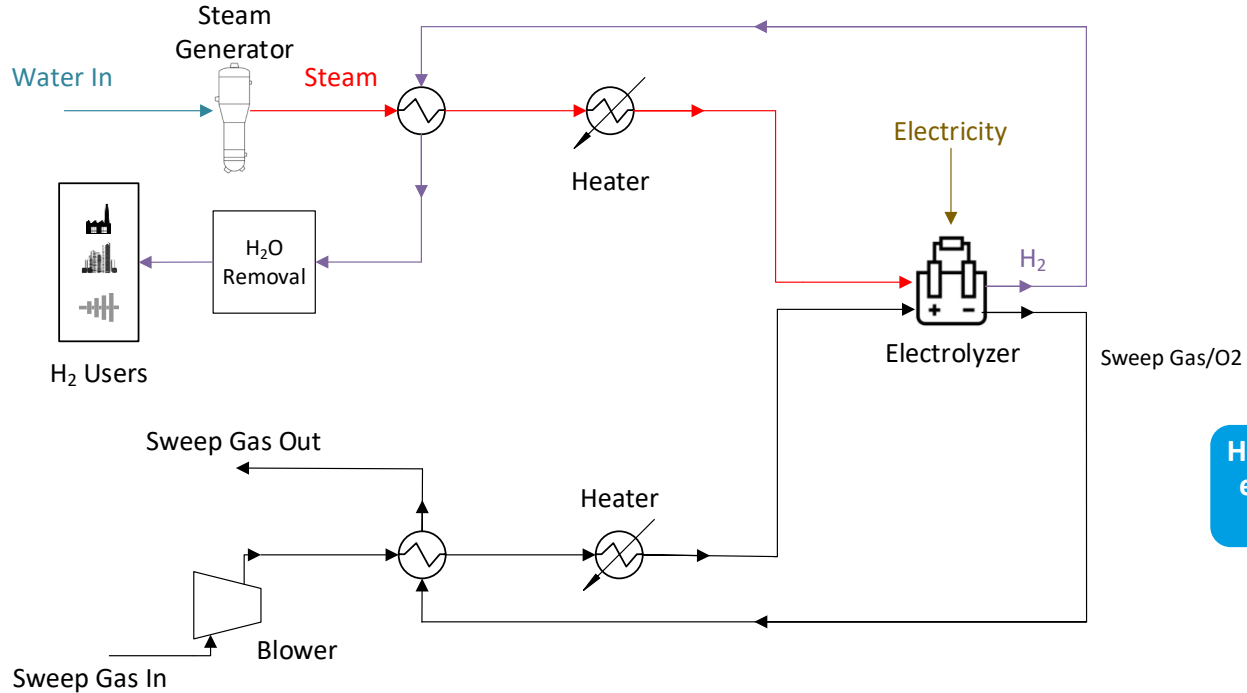 Steam
Generator
Water In
Steam
Electricity
Heater
H₂O
Removal
H₂
+ −
H₂ Users
Electrolyzer
Sweep Gas/O2
Sweep Gas Out
Heater
Blower
Sweep Gas In